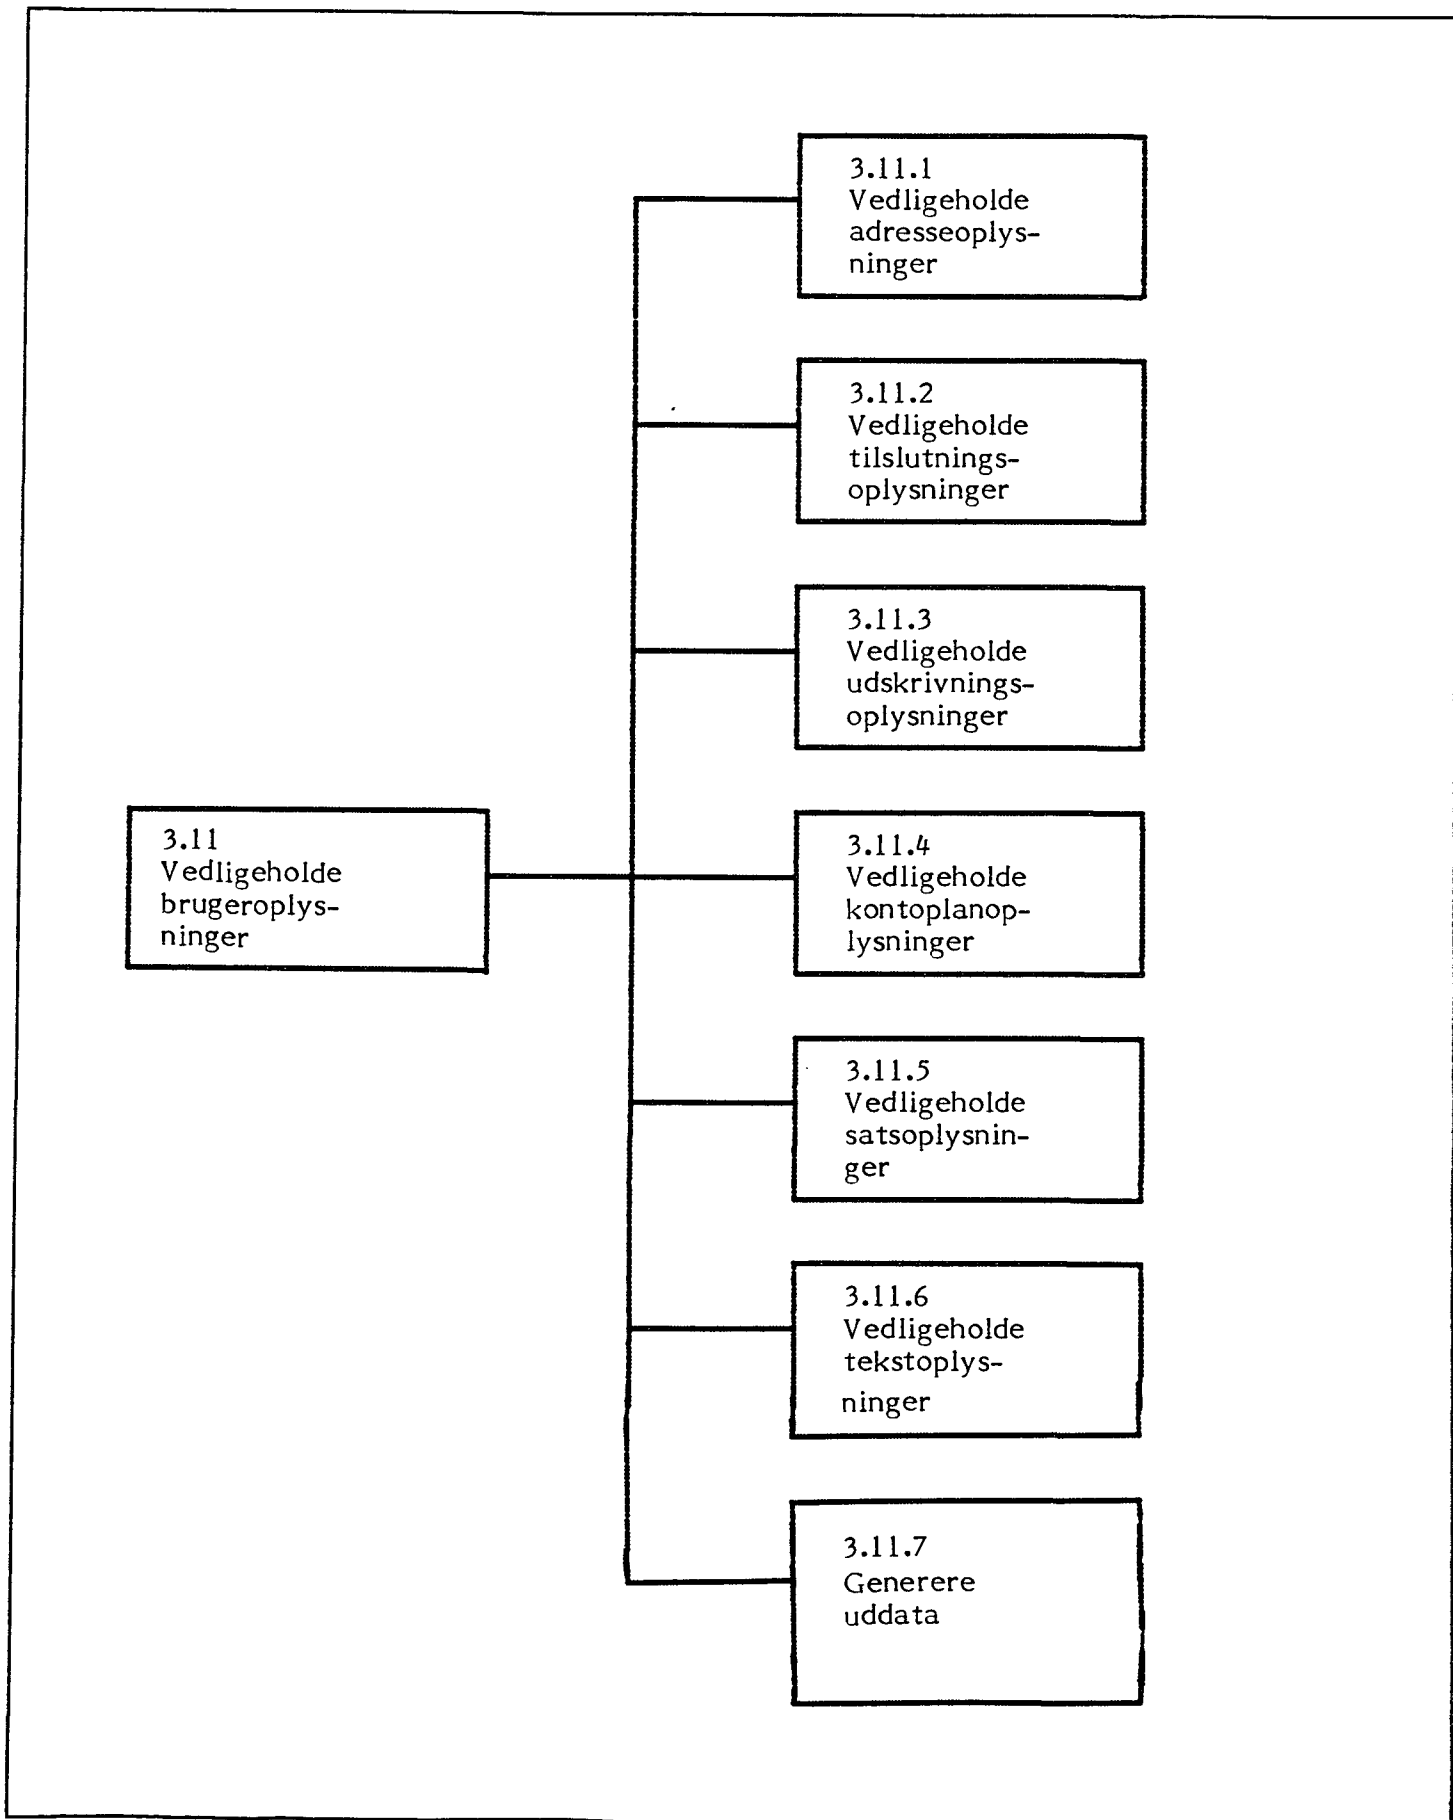 3.11.1
Vedligeholde
adresseoplys-
ninger
3.11.2
Vedligeholde
tilslutnings-
oplysninger
3.11.3
Vedligeholde
udskrivnings-
oplysninger
3.11
Vedligeholde
brugeroplys-
ninger
3.11.4
Vedligeholde
kontoplanop-
lysninger
3.11.5
Vedligeholde
satsoplysnin-
ger
3.11.6
Vedligeholde
tekstoplys-
ninger
3.11.7
Generere
uddata